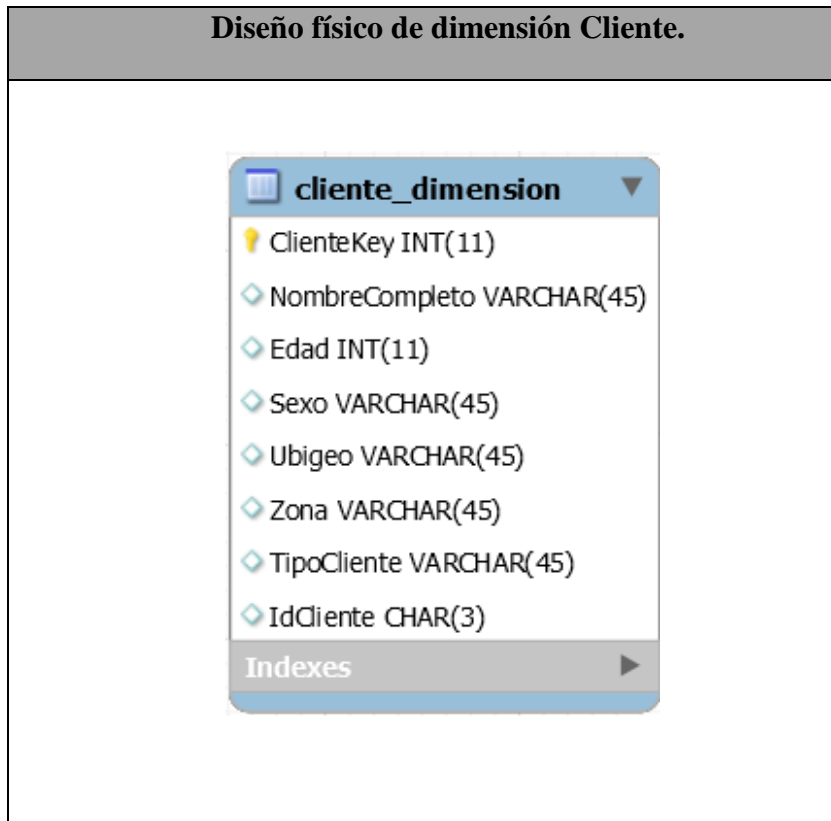 Diseño físico de dimensión Cliente.
cliente_dimension
ClienteKey INT(11)
NombreCompleto VARCHAR(45)
Edad INT(11)
Sexo VARCHAR(45)
Ubigeo VARCHAR(45)
Zona VARCHAR(45)
TipoCliente VARCHAR(45)
IdCliente CHAR(3)
Indexes